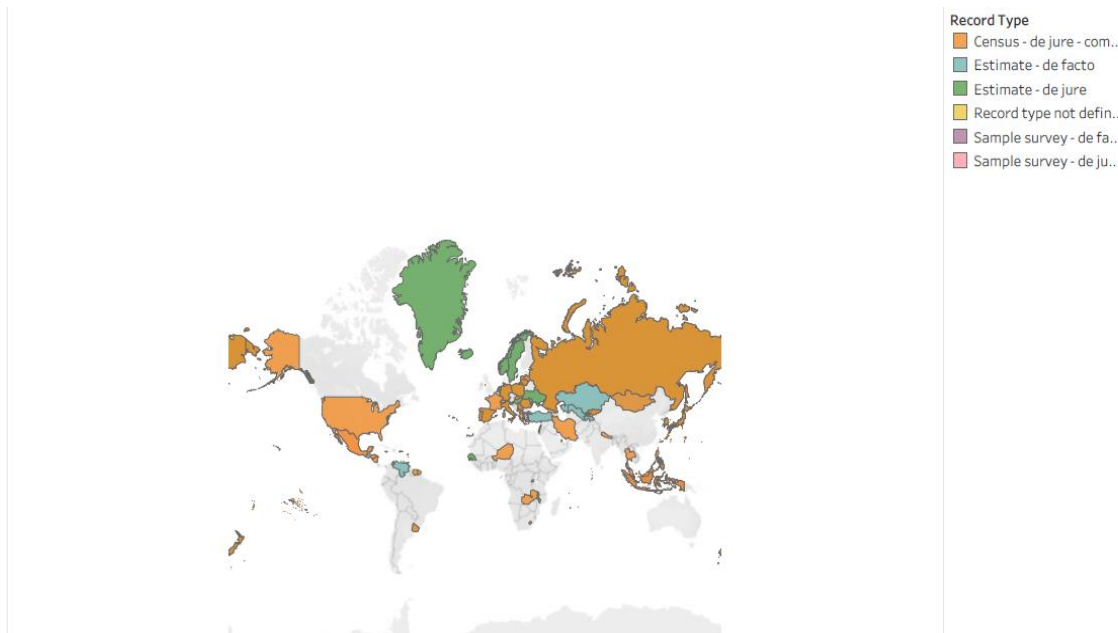 Record Type
Census - de jure - com..
Estimate - de facto
Estimate - de jure
Record type not defin..
Sample survey - de fa..
Sample survey - de ju..